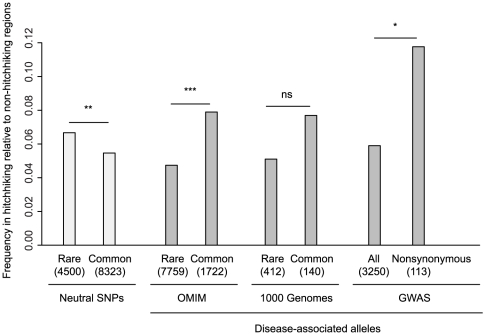 Frequency in hitchhiking relative to non-hitchhiking regions
0.12
0.10
0.08
0.06
0.04
0.02
0.00
**
***
ns
*
Rare Common Rare Common Rare Common All Nonsynonymous
(4500) (8323) (7759) (1722) (412) (140) (3250) (113)
Neutral SNPs OMIM 1000 Genomes GWAS
Disease-associated alleles